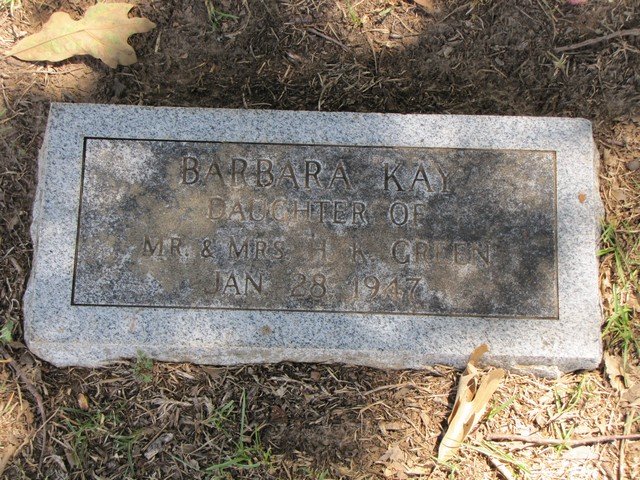 BARBARA KAY
DAUGHTER OF
MR. & MRS. H. K. GREEN
JAN. 28, 1947